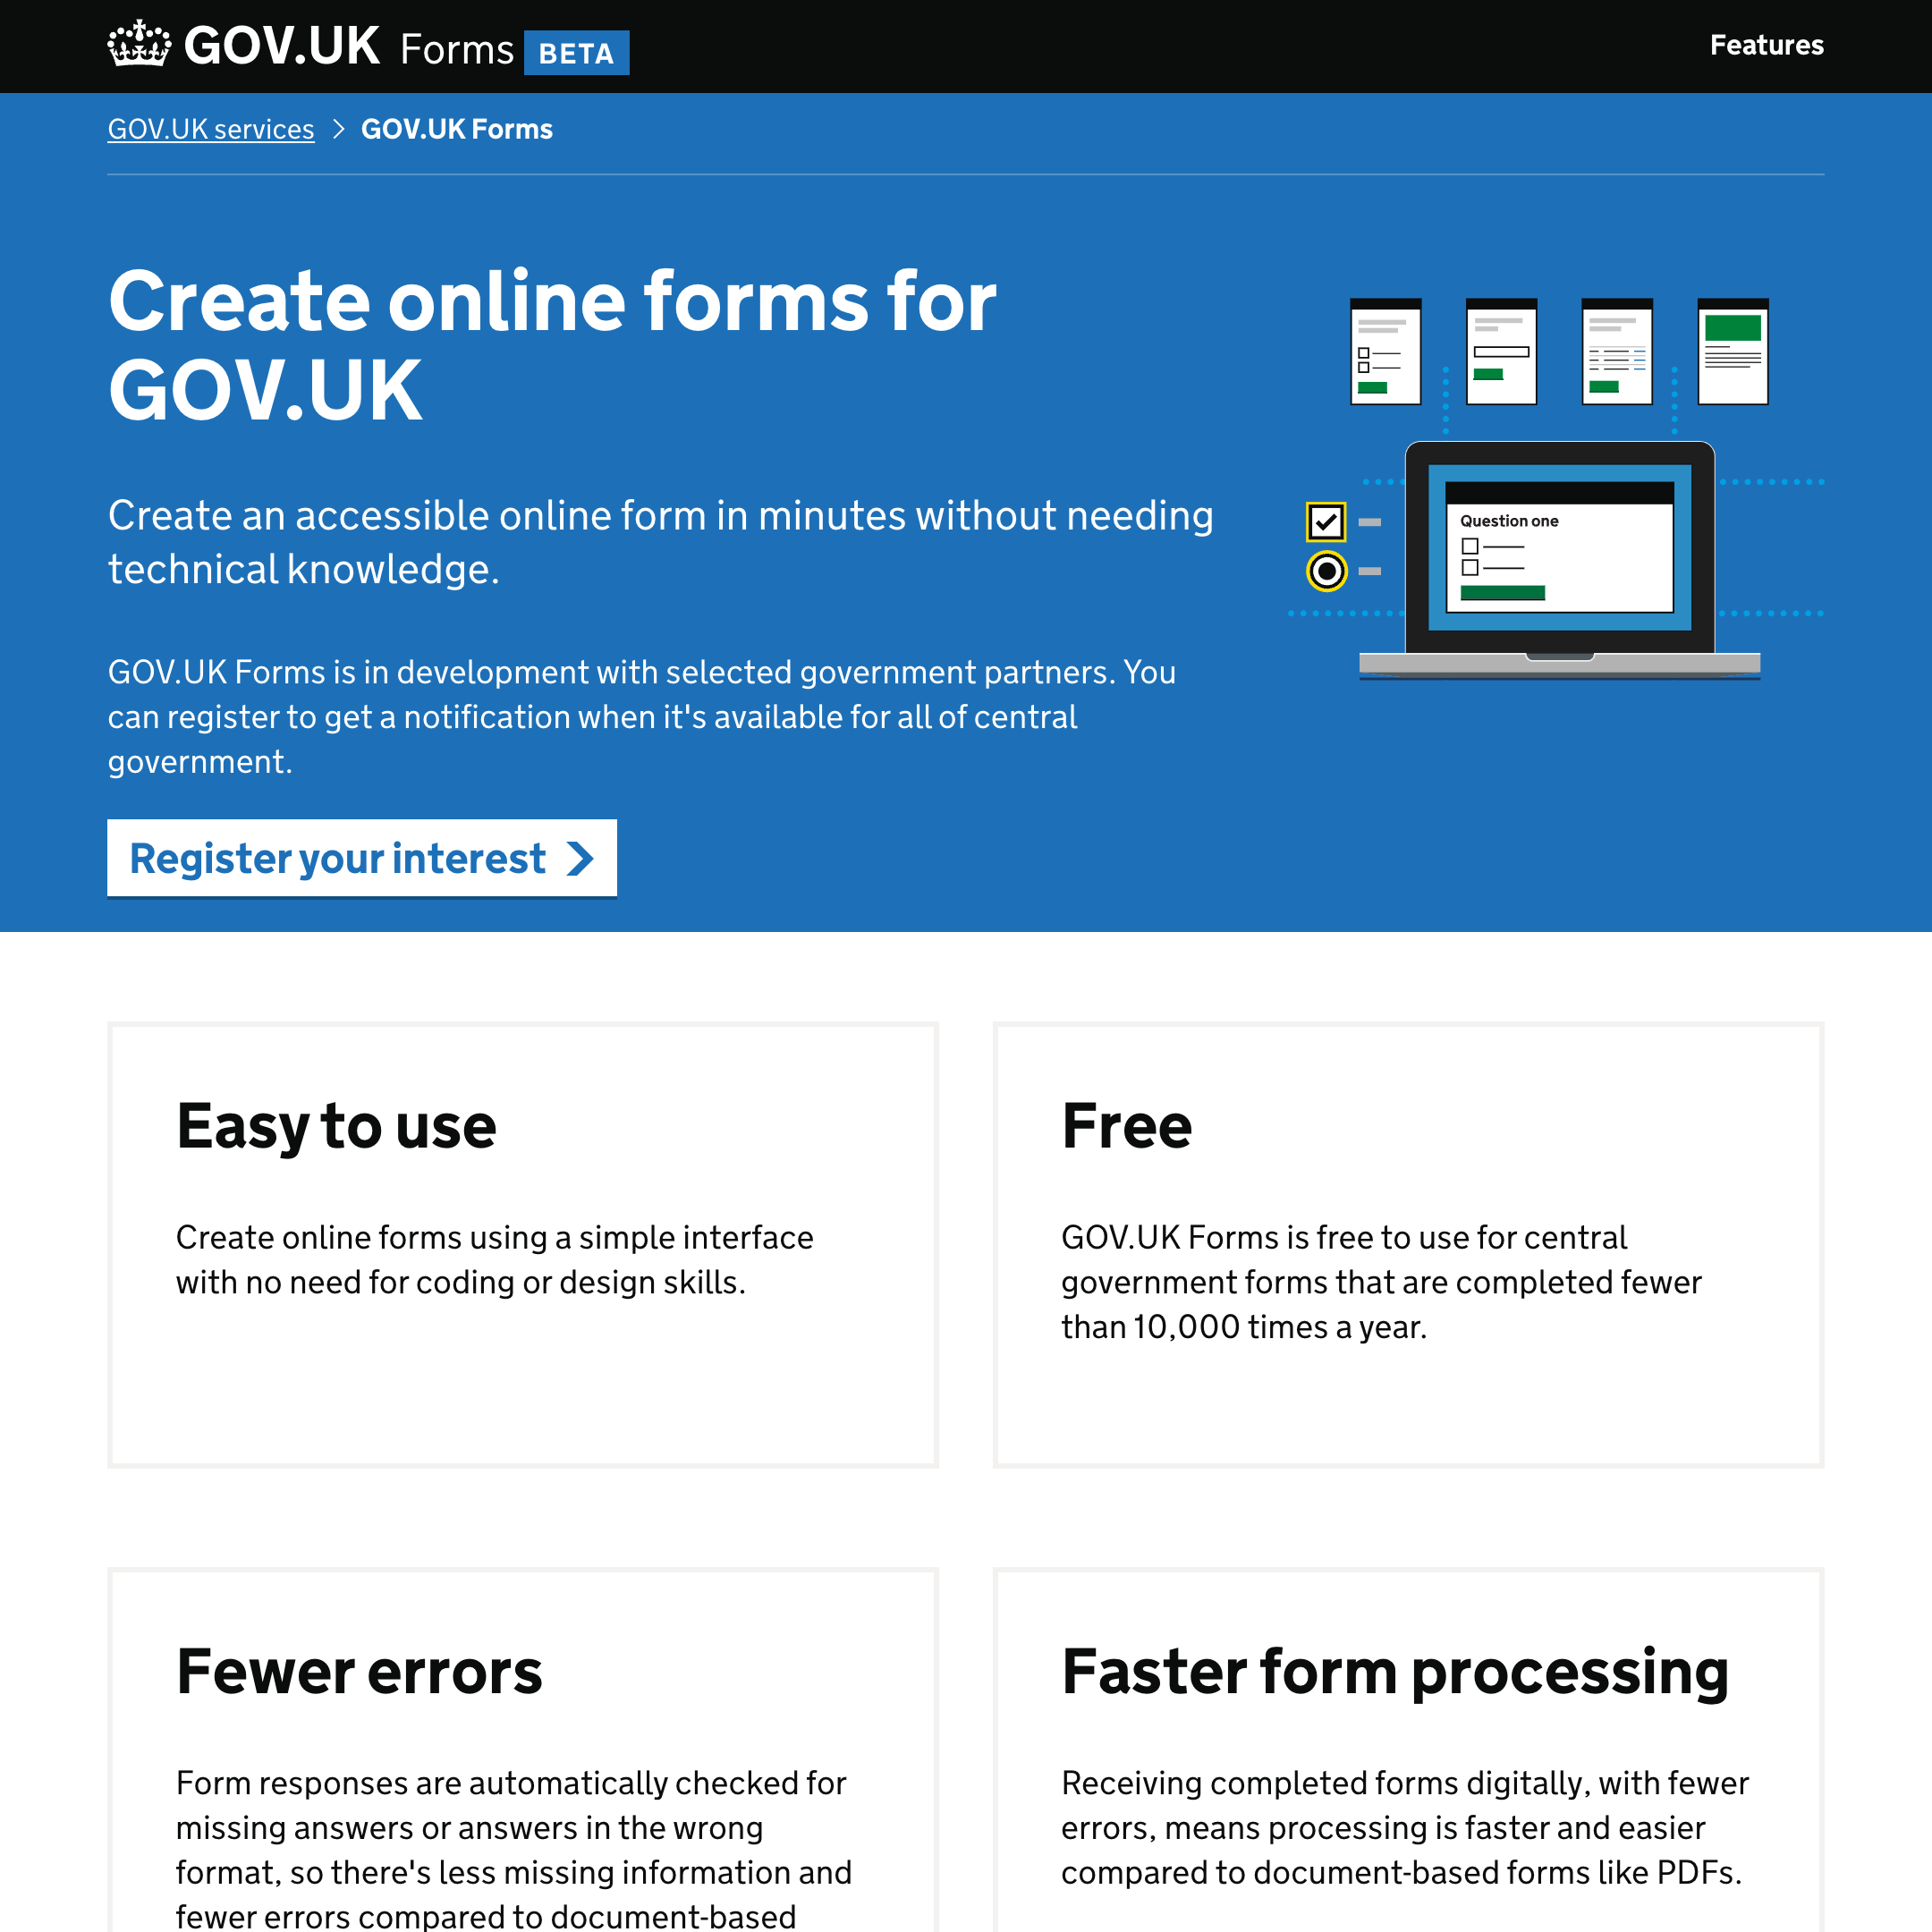 GOV.UK Forms BETA
Features
GOV.UK services > GOV.UK Forms
Create online forms for
GOV.UK
Create an accessible online form in minutes without needing
technical knowledge.
GOV.UK Forms is in development with selected government partners. You
can register to get a notification when it's available for all of central
government.
Register your interest
Question one
Easy to use
Create online forms using a simple interface
with no need for coding or design skills.
Free
GOV.UK Forms is free to use for central
government forms that are completed fewer
than 10,000 times a year.
Fewer errors
Form responses are automatically checked for
missing answers or answers in the wrong
format, so there's less missing information and
fewer errors compared to document-based
Faster form processing
Receiving completed forms digitally, with fewer
errors, means processing is faster and easier
compared to document-based forms like PDFs.